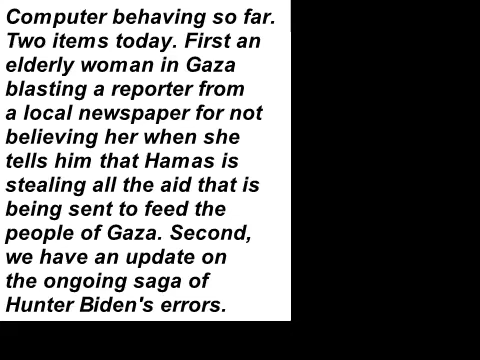 Computer behaving so far.
Two items today. First an
elderly woman in Gaza
blasting a reporter from
a local newspaper for not
believing her when she
tells him that Hamas is
stealing all the aid that is
being sent to feed the
people of Gaza. Second,
we have an update on
the ongoing saga of
Hunter Biden's errors.